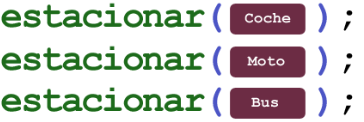 estacionar( Coche ) ;
estacionar( Moto ) ;
estacionar( Bus ) ;